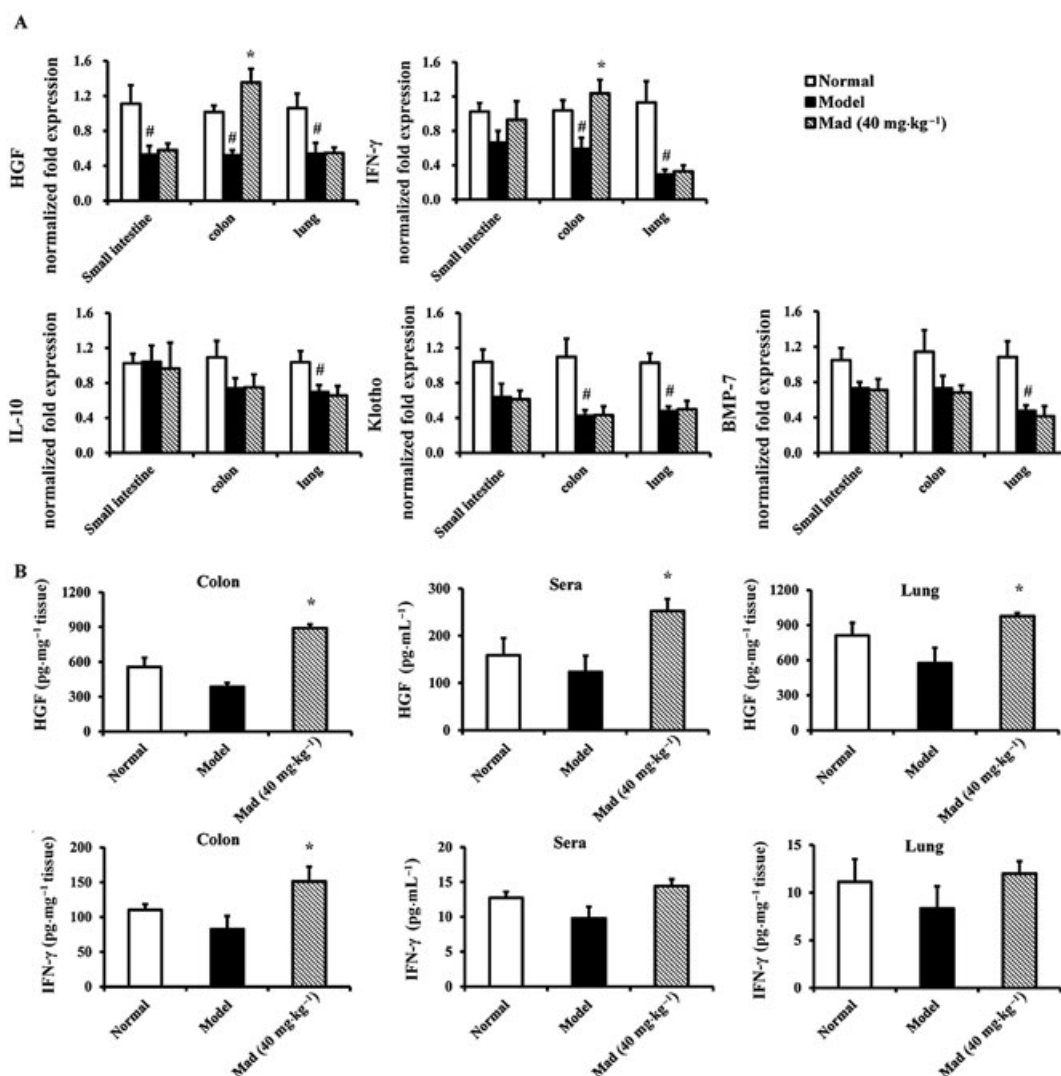 A
HGF
normalized fold expression
1.6
1.2
0.8
0.4
0.0
#
#
*
#
Small intestine
colon
lung
IFN-γ
normalized fold expression
1.6
1.2
0.8
0.4
0.0
#
*
#
Small intestine
colon
lung
Normal
Model
Mad (40 mg·kg⁻¹)
IL-10
normalized fold expression
1.6
1.2
0.8
0.4
0.0
#
Small intestine
colon
lung
Klotho
normalized fold expression
1.6
1.2
0.8
0.4
0.0
#
#
Small intestine
colon
lung
BMP-7
normalized fold expression
1.6
1.2
0.8
0.4
0.0
#
Small intestine
colon
lung
B
Colon
HGF (pg·mg⁻¹ tissue)
1200
900
600
300
0
*
Normal
Model
Mad (40 mg·kg⁻¹)
Sera
HGF (pg·mL⁻¹)
300
200
100
0
*
Normal
Model
Mad (40 mg·kg⁻¹)
Lung
HGF (pg·mg⁻¹ tissue)
1200
900
600
300
0
*
Normal
Model
Mad (40 mg·kg⁻¹)
Colon
IFN-γ (pg·mg⁻¹ tissue)
200
150
100
50
0
*
Normal
Model
Mad (40 mg·kg⁻¹)
Sera
IFN-γ (pg·mL⁻¹)
20
15
10
5
0
Normal
Model
Mad (40 mg·kg⁻¹)
Lung
IFN-γ (pg·mg⁻¹ tissue)
15
10
5
0
Normal
Model
Mad (40 mg·kg⁻¹)